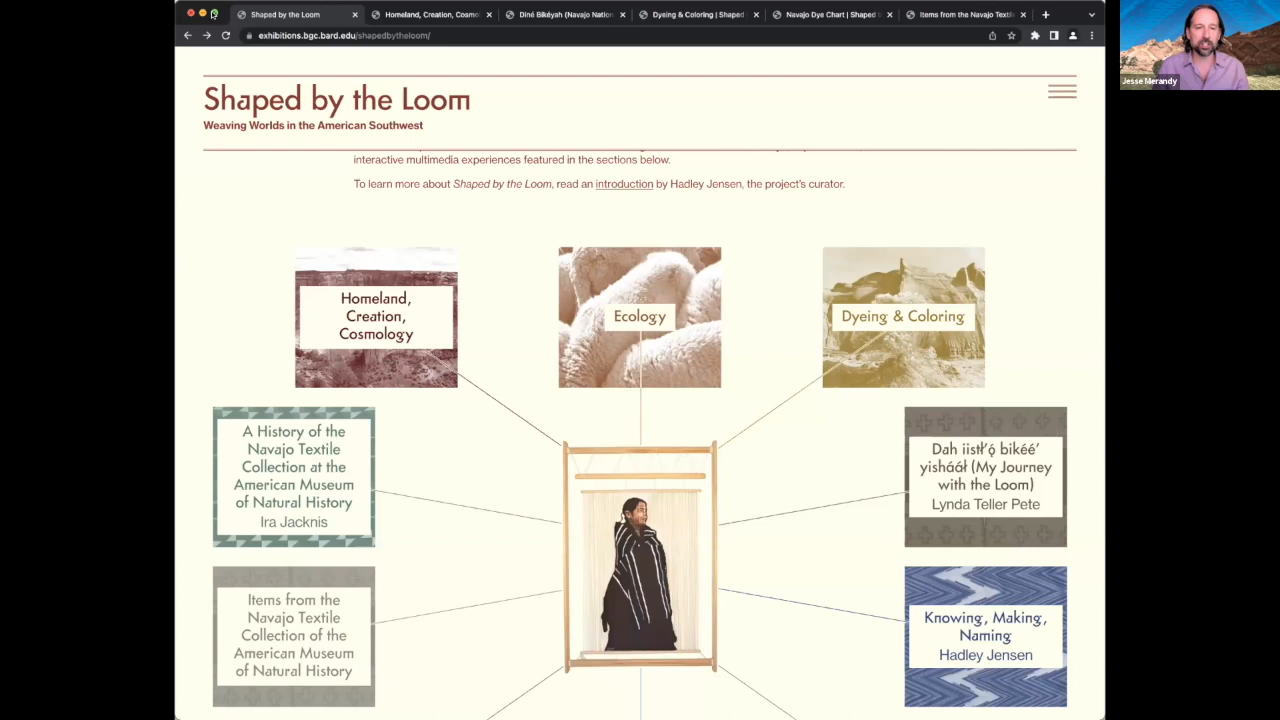 Shaped by the Loom
Homeland, Creation, Cosmo
Diné Bikéyah (Navajo Nation
Dyeing & Coloring | Shaped
Navajo Dye Chart | Shaped
Items from the Navajo Texti
exhibitions.bgc.bard.edu/shapedbytheloom/
Jesse Merandy
Shaped by the Loom
Weaving Worlds in the American Southwest
interactive multimedia experiences featured in the sections below.
To learn more about Shaped by the Loom, read an introduction by Hadley Jensen, the project's curator.
Homeland,
Creation,
Cosmology
Ecology
Dyeing & Coloring
A History of the
Navajo Textile
Collection at the
American Museum
of Natural History
Ira Jacknis
Dah iistł'ǫ́ bikéé'
yisháàł (My Journey
with the Loom)
Lynda Teller Pete
Items from the
Navajo Textile
Collection of the
American Museum
of Natural History
Knowing, Making,
Naming
Hadley Jensen